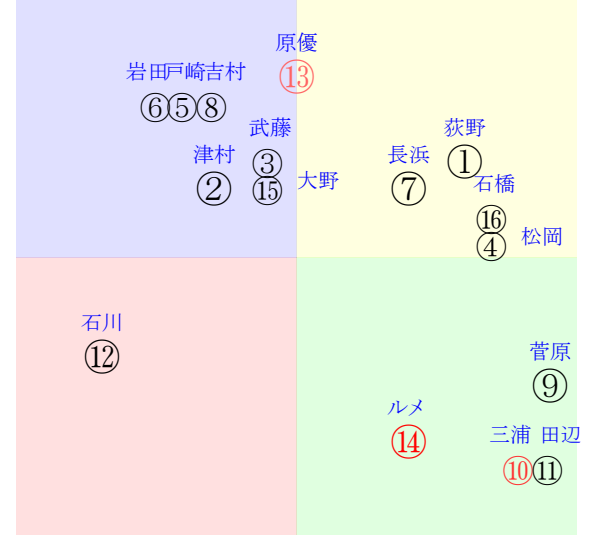 原優
⑬
岩田 戸崎 吉村
⑥⑤⑧
武藤
荻野
津村
③
長浜
①
②
⑮
大野
⑦
石橋
⑯
松岡
④
石川
⑫
菅原
⑨
ルメ
⑭
三浦 田辺
⑩⑪